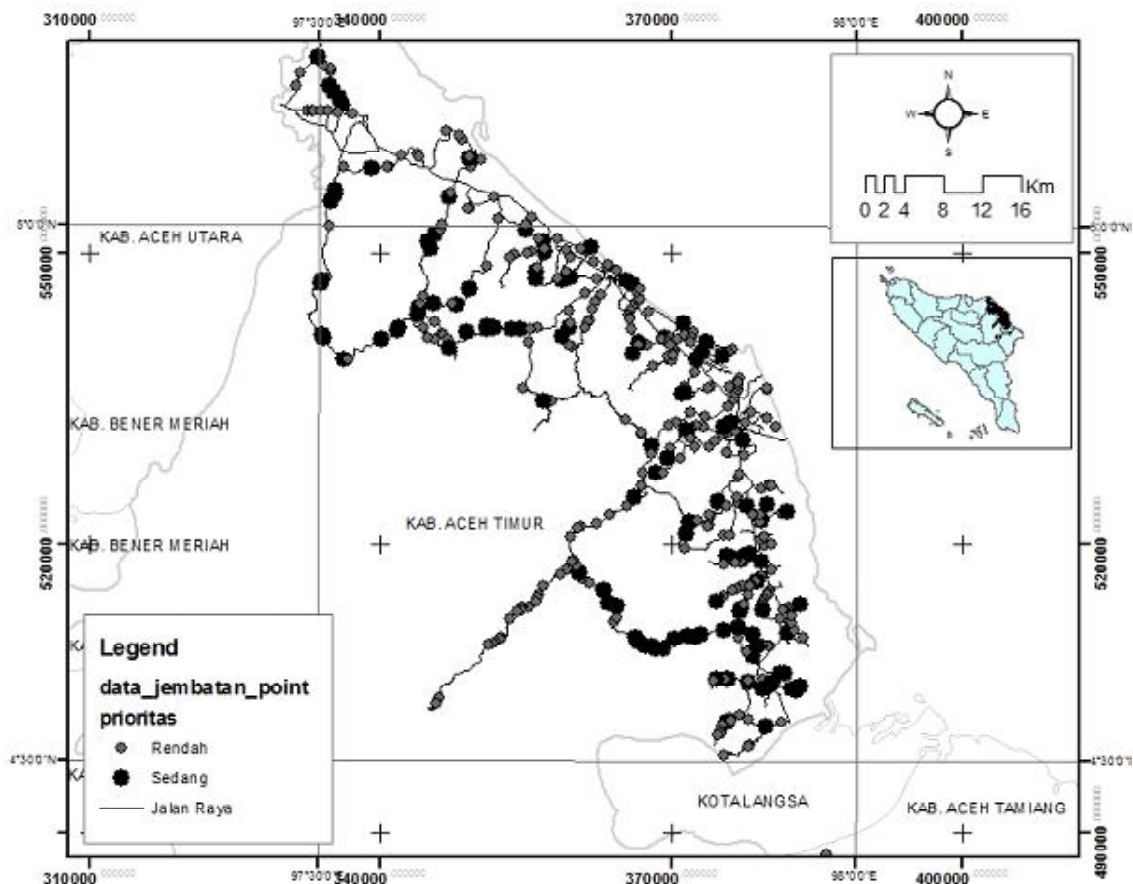 310000 340000 370000 400000
97°30'0"E 98°0'0"E
N
W E
S
Km
0 2 4 8 12 16
5°0'0"N
KAB. ACEH UTARA
550000 550000
KAB. BENER MERIAH
KAB. ACEH TIMUR
KAB. BENER MERIAH
520000 520000
Legend
data_jembatan_point
prioritas
Rendah
Sedang
Jalan Raya
4°30'0"N
KOTALANGSA
KAB. ACEH TAMIANG
490000
310000 340000 370000 400000
97°30'0"E 98°0'0"E